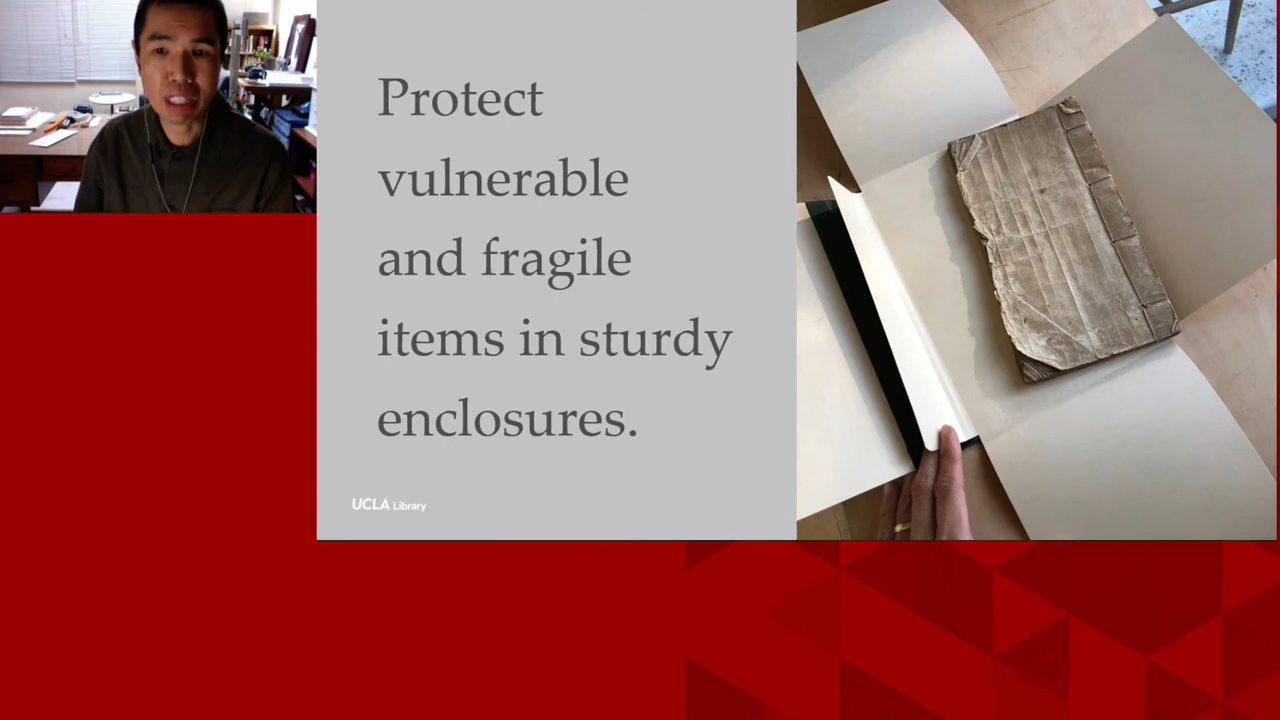 Protect
vulnerable
and fragile
items in sturdy
enclosures.
UCLA Library